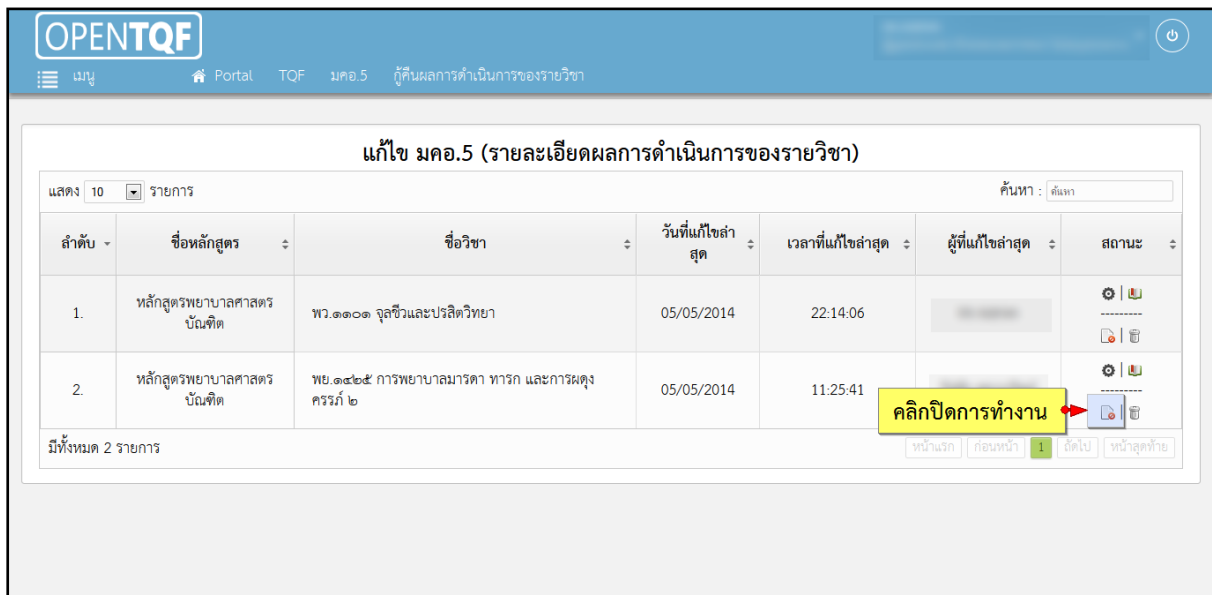 OPENTQF
เมนู Portal TQF มคอ.5 กู้คืนผลการดำเนินการของรายวิชา
แก้ไข มคอ.5 (รายละเอียดผลการดำเนินการของรายวิชา)
แสดง 10 รายการ ค้นหา : ค้นหา
ลำดับ ชื่อหลักสูตร ชื่อวิชา วันที่แก้ไขล่า เวลาที่แก้ไขล่าสุด ผู้ที่แก้ไขล่าสุด สถานะ
สุด
1. หลักสูตรพยาบาลศาสตร พว.๑๑๐๑ จุลชีวและปรสิตวิทยา 05/05/2014 22:14:06
บัณฑิต
---------
2. หลักสูตรพยาบาลศาสตร พย.๑๔๒๕ การพยาบาลมารดา ทารก และการผดุง 05/05/2014 11:25:41
บัณฑิต ครรภ์ ๒
---------
คลิกปิดการทำงาน
มีทั้งหมด 2 รายการ หน้าแรก ก่อนหน้า 1 ถัดไป หน้าสุดท้าย